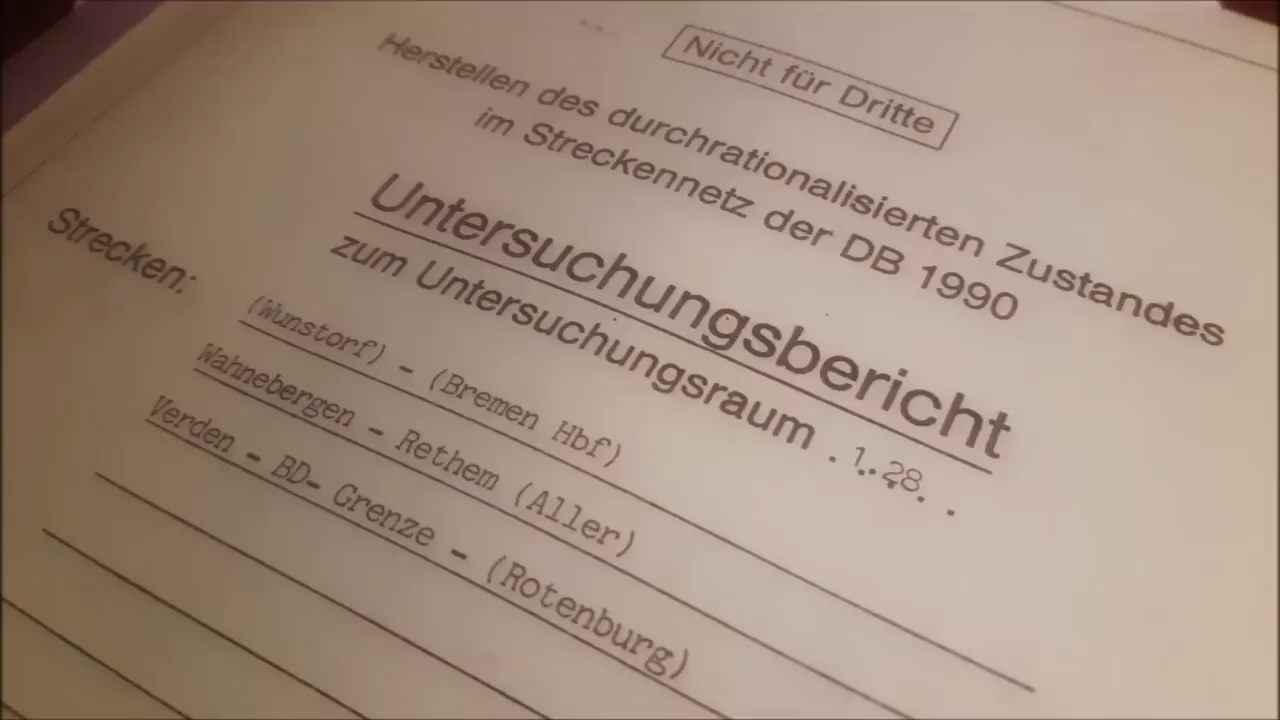 Nicht für Dritte
Herstellen des durchrationalisierten Zustandes
im Streckennetz der DB 1990
Untersuchungsbericht
zum Untersuchungsraum . 1.28. .
Strecken:
(Wunstorf) - (Bremen Hbf)
Wahnebergen - Rethem (Aller)
Verden - BD- Grenze - (Rotenburg)